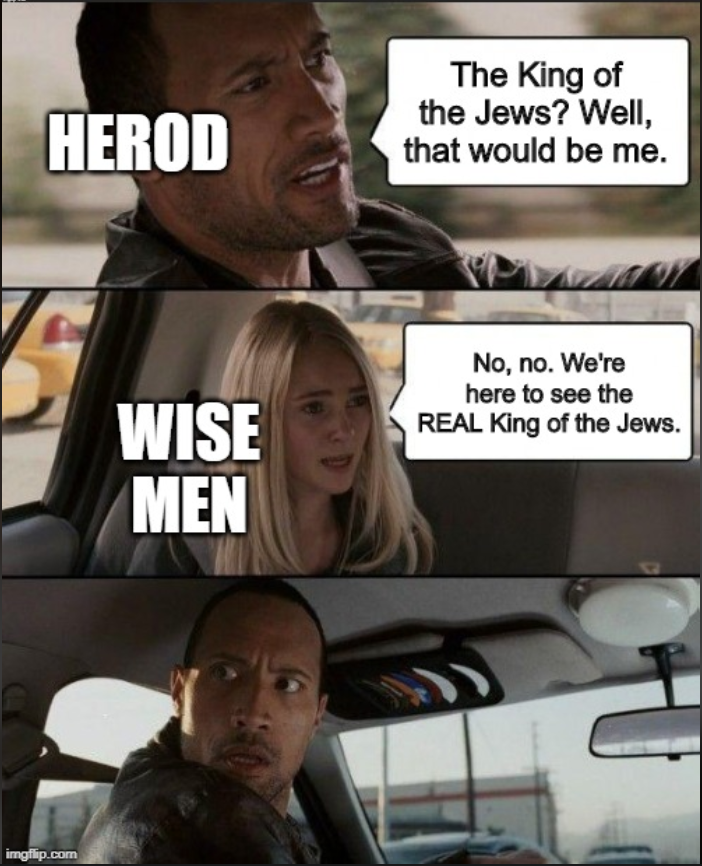 HEROD
The King of
the Jews? Well,
that would be me.
WISE
MEN
No, no. We're
here to see the
REAL King of the Jews.
imgflip.com